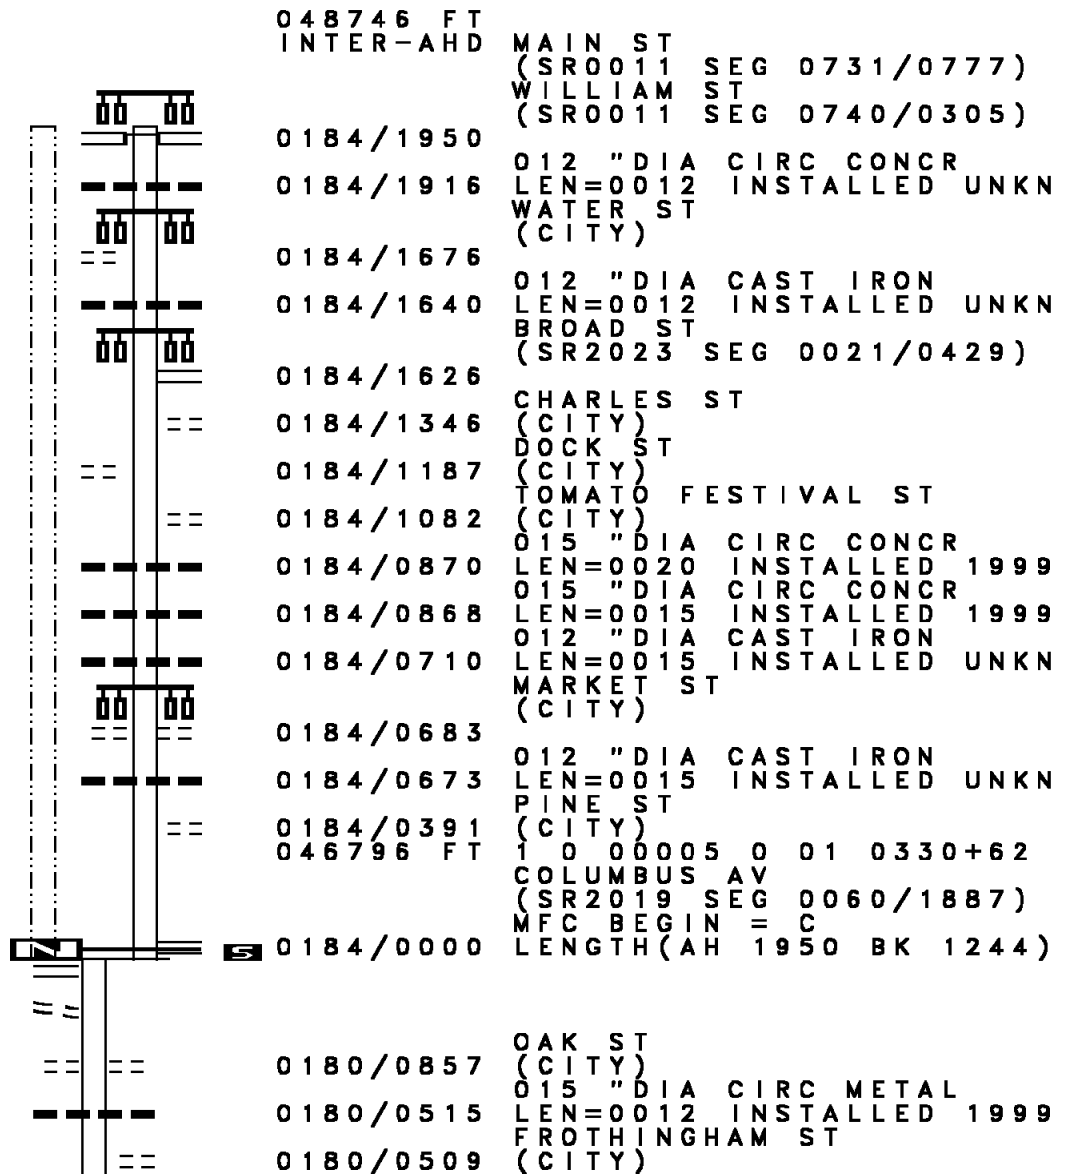 048746 FT
INTER-AHD MAIN ST
(SR0011 SEG 0731/0777)
WILLIAM ST
(SR0011 SEG 0740/0305)
0184/1950
012 "DIA CIRC CONCR
0184/1916 LEN=0012 INSTALLED UNKN
WATER ST
(CITY)
0184/1676
012 "DIA CAST IRON
0184/1640 LEN=0012 INSTALLED UNKN
BROAD ST
(SR2023 SEG 0021/0429)
0184/1626
CHARLES ST
0184/1346 (CITY)
DOCK ST
0184/1187 (CITY)
TOMATO FESTIVAL ST
0184/1082 (CITY)
015 "DIA CIRC CONCR
0184/0870 LEN=0020 INSTALLED 1999
015 "DIA CIRC CONCR
0184/0868 LEN=0015 INSTALLED 1999
012 "DIA CAST IRON
0184/0710 LEN=0015 INSTALLED UNKN
MARKET ST
(CITY)
0184/0683
012 "DIA CAST IRON
0184/0673 LEN=0015 INSTALLED UNKN
PINE ST
0184/0391 (CITY)
046796 FT 1 0 00005 0 01 0330+62
COLUMBUS AV
(SR2019 SEG 0060/1887)
MFC BEGIN = C
N S 0184/0000 LENGTH(AH 1950 BK 1244)
OAK ST
0180/0857 (CITY)
015 "DIA CIRC METAL
0180/0515 LEN=0012 INSTALLED 1999
FROTHINGHAM ST
0180/0509 (CITY)